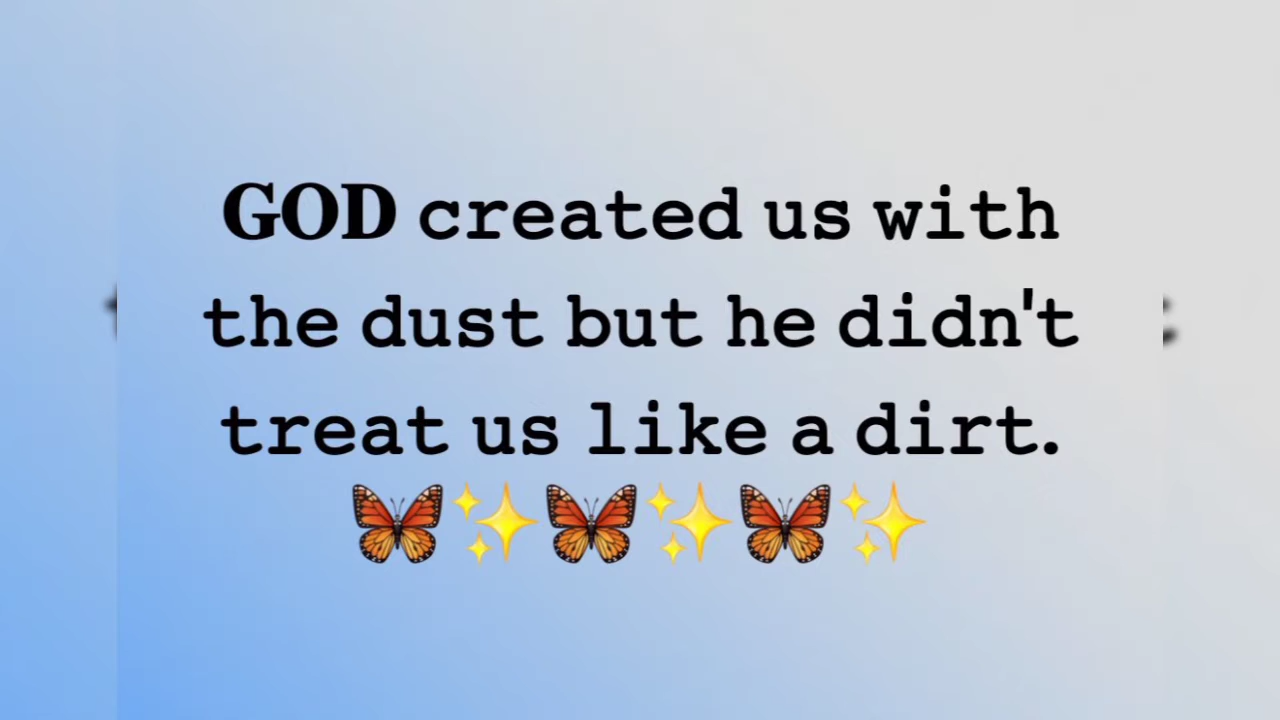 GOD created us with
the dust but he didn't
treat us like a dirt.
🦋✨🦋✨🦋✨